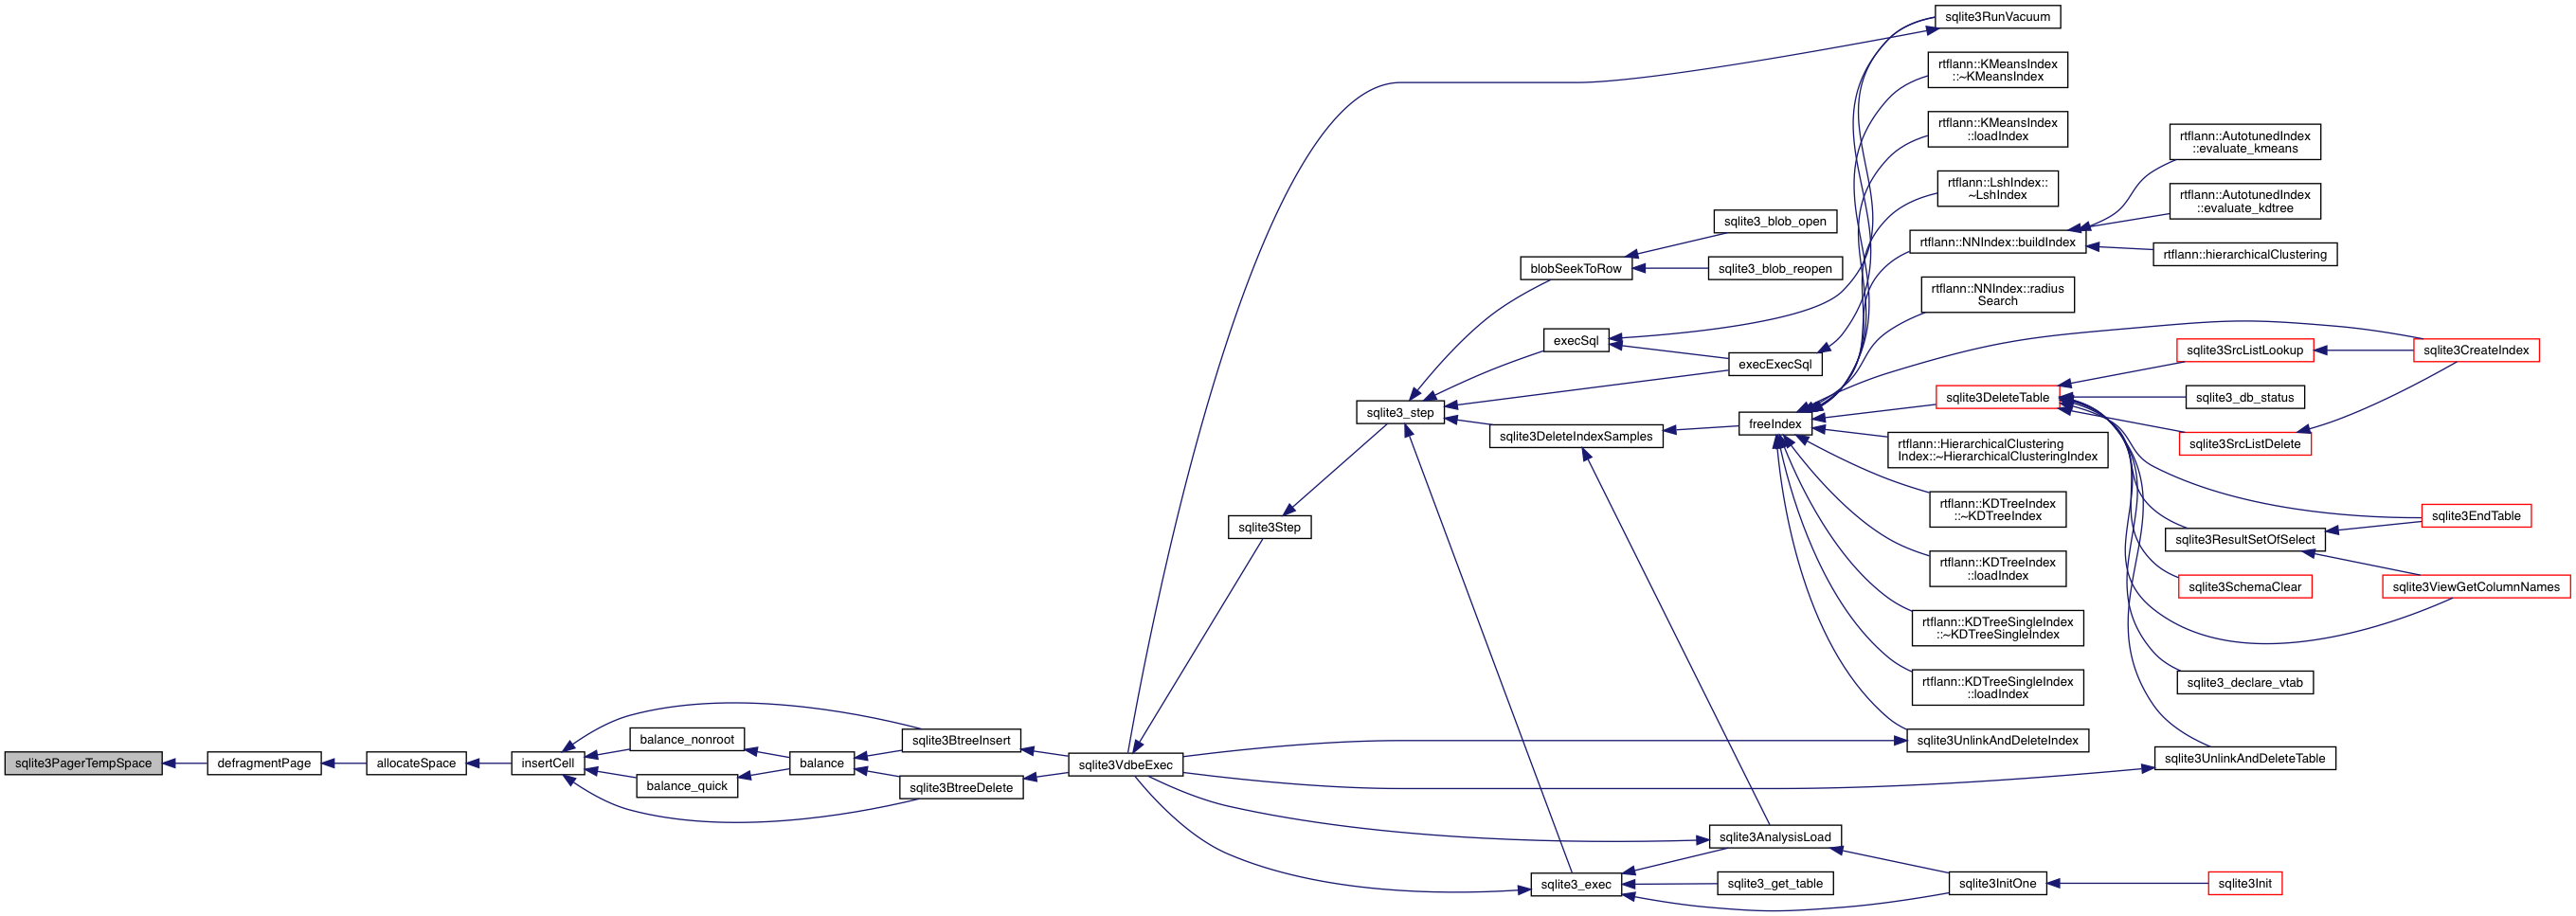 sqlite3PagerTempSpace
defragmentPage
allocateSpace
insertCell
balance_nonroot
balance_quick
balance
sqlite3BtreeInsert
sqlite3BtreeDelete
sqlite3VdbeExec
sqlite3Step
sqlite3_step
blobSeekToRow
sqlite3_blob_open
sqlite3_blob_reopen
execSql
execExecSql
sqlite3DeleteIndexSamples
sqlite3_exec
sqlite3AnalysisLoad
sqlite3_get_table
sqlite3InitOne
sqlite3Init
freeIndex
sqlite3RunVacuum
rtflann::KMeansIndex
::~KMeansIndex
rtflann::KMeansIndex
::loadIndex
rtflann::LshIndex::
~LshIndex
rtflann::NNIndex::buildIndex
rtflann::AutotunedIndex
::evaluate_kmeans
rtflann::AutotunedIndex
::evaluate_kdtree
rtflann::hierarchicalClustering
rtflann::NNIndex::radius
Search
sqlite3DeleteTable
sqlite3SrcListLookup
sqlite3CreateIndex
sqlite3_db_status
sqlite3SrcListDelete
rtflann::HierarchicalClustering
Index::~HierarchicalClusteringIndex
rtflann::KDTreeIndex
::~KDTreeIndex
rtflann::KDTreeIndex
::loadIndex
rtflann::KDTreeSingleIndex
::~KDTreeSingleIndex
rtflann::KDTreeSingleIndex
::loadIndex
sqlite3UnlinkAndDeleteIndex
sqlite3EndTable
sqlite3ResultSetOfSelect
sqlite3SchemaClear
sqlite3ViewGetColumnNames
sqlite3_declare_vtab
sqlite3UnlinkAndDeleteTable